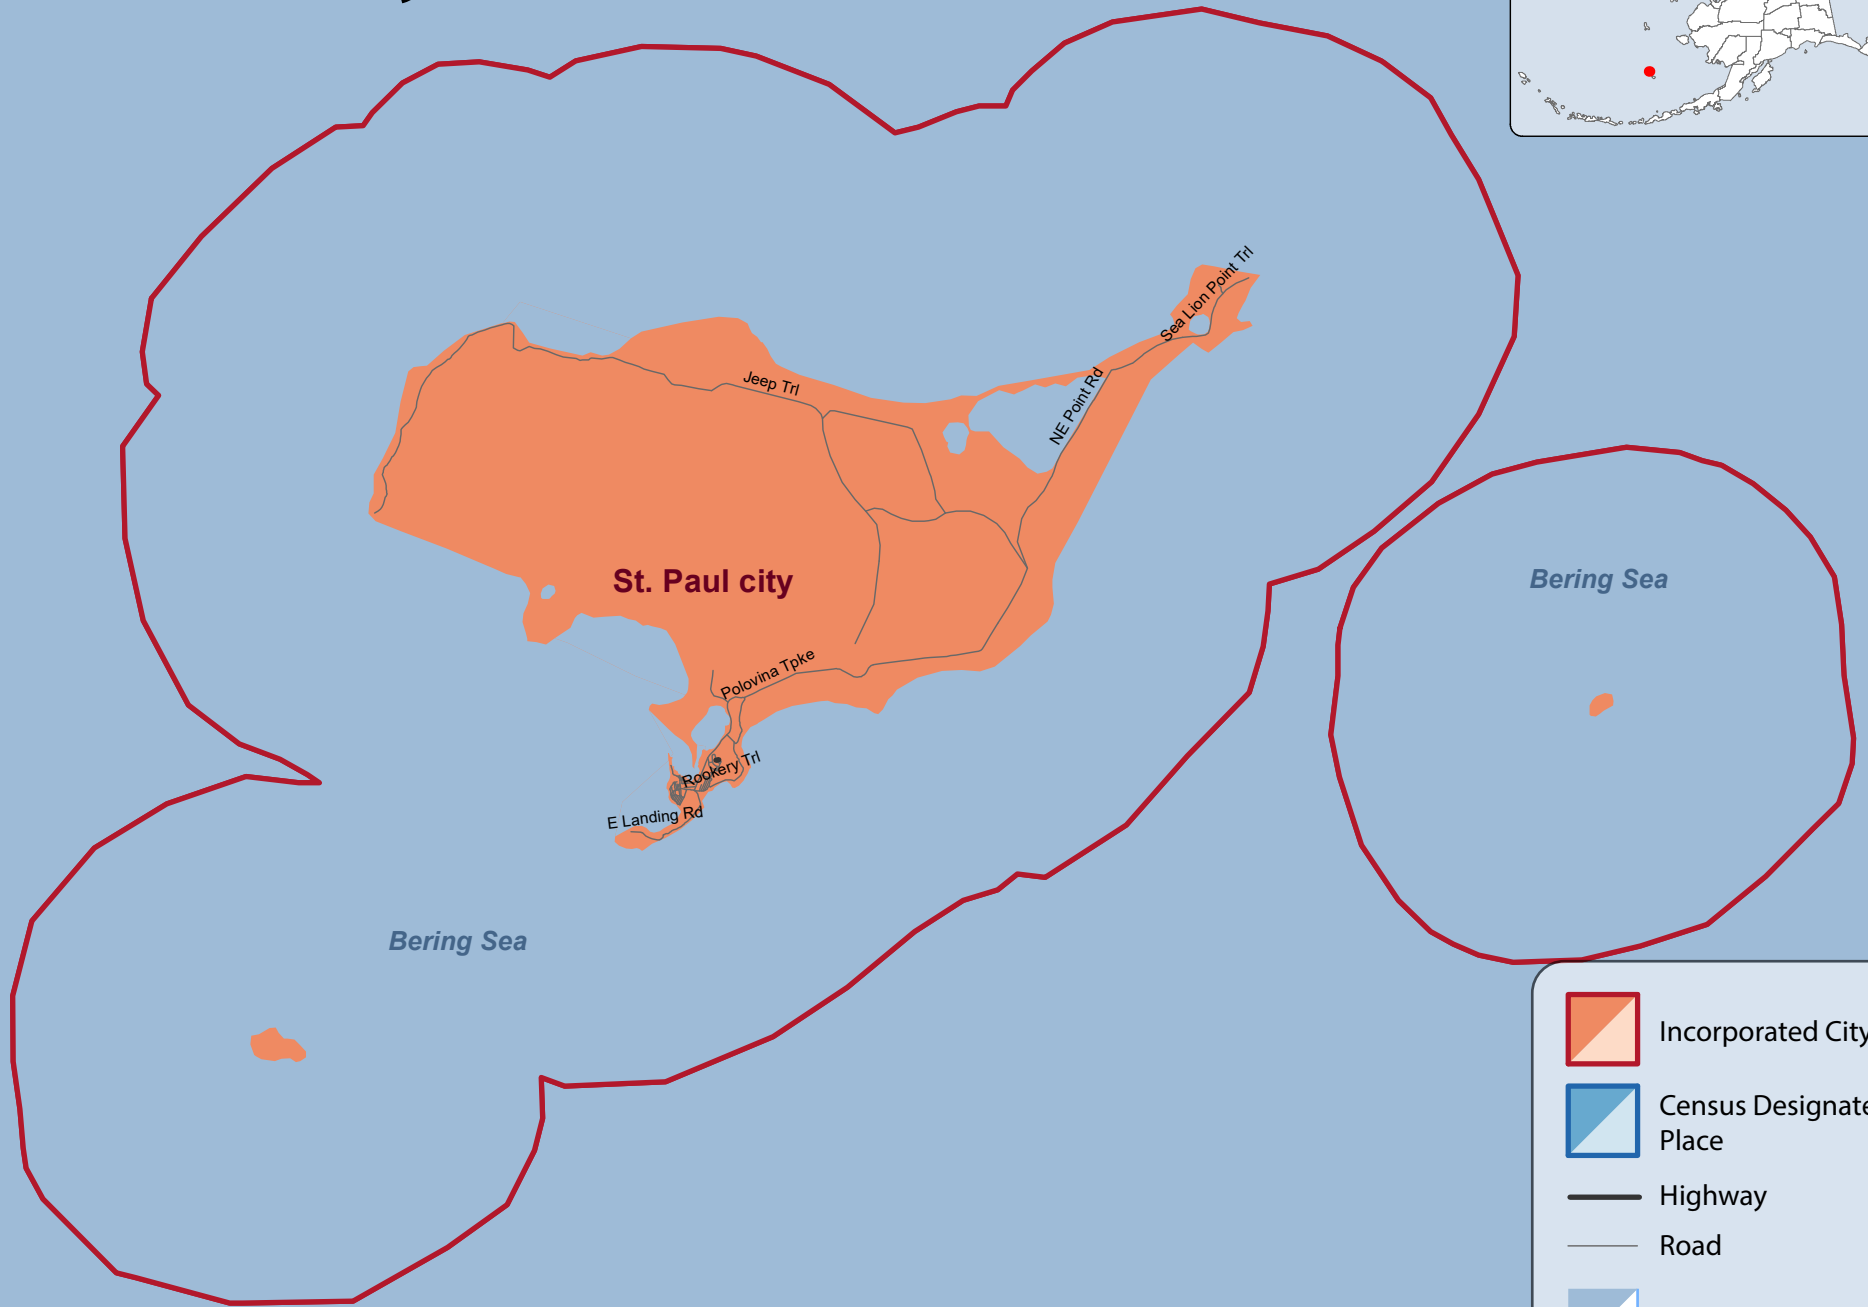 Sea Lion Point Trl
Jeep Trl
NE Point Rd
St. Paul city
Bering Sea
Polovina Tpke
Rookery Trl
E Landing Rd
Bering Sea
Incorporated City
Census Designate
Place
Highway
Road